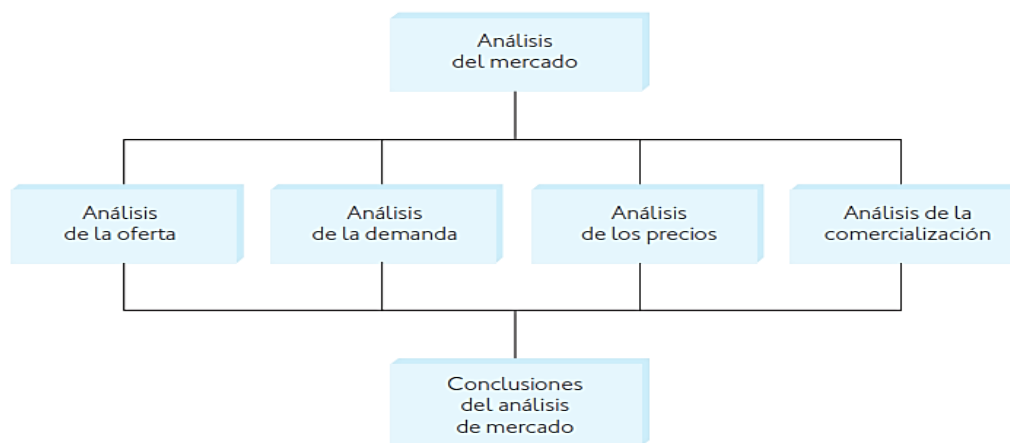 Análisis
del mercado
Análisis
de la oferta
Análisis
de la demanda
Análisis
de los precios
Análisis de la
comercialización
Conclusiones
del análisis
de mercado